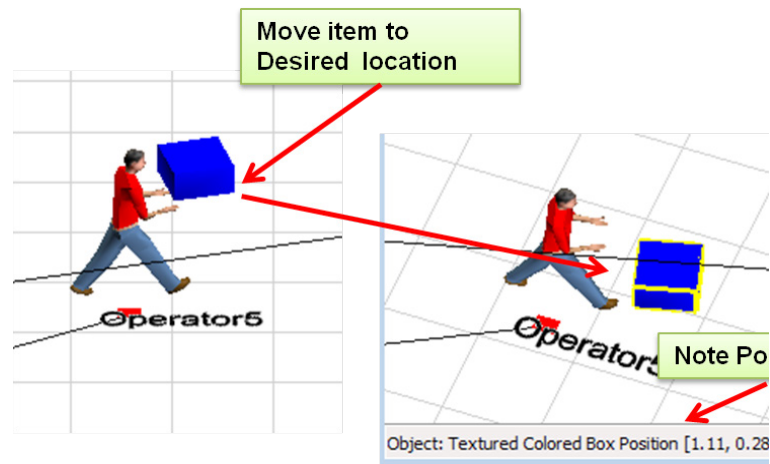 Move item to
Desired location
Operator5
Operator5
Note Po
Object: Textured Colored Box Position [1.11, 0.28